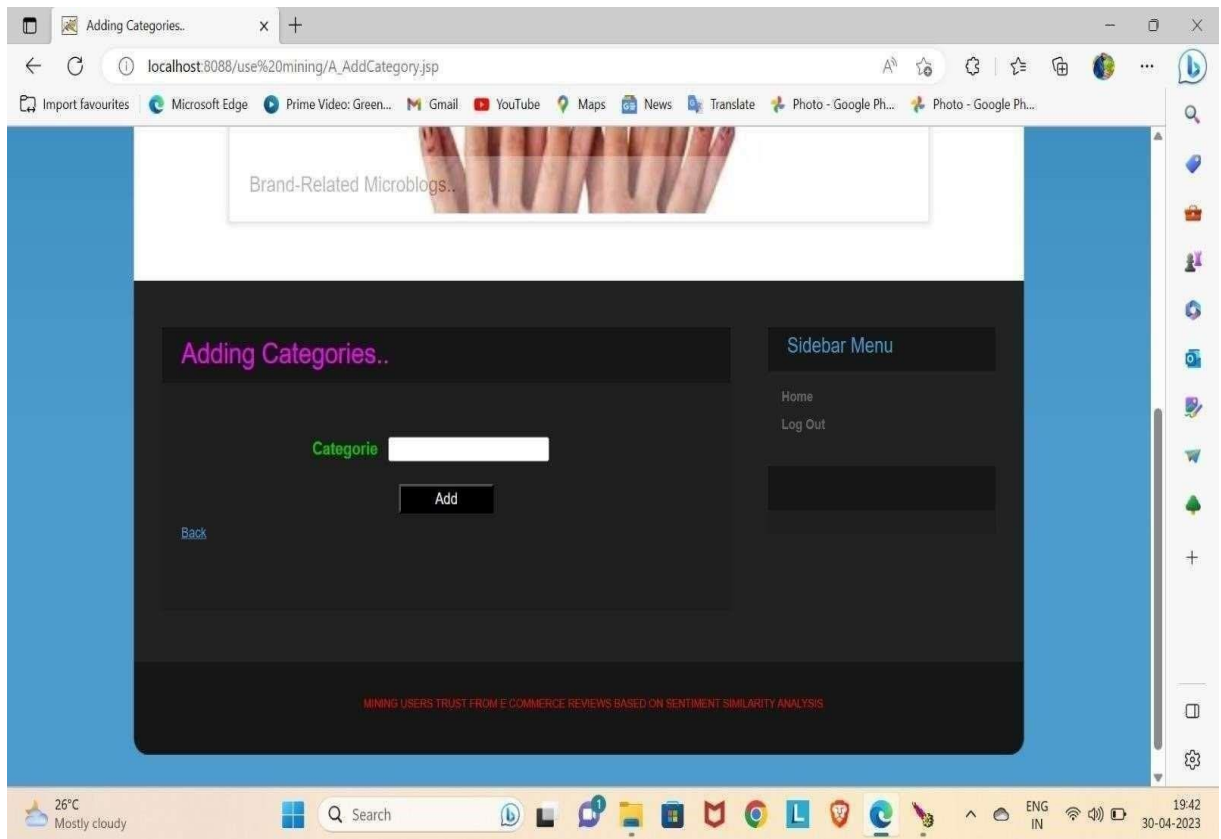 Adding Categories..
localhost:8088/use%20mining/A_AddCategory.jsp
Import favourites Microsoft Edge Prime Video: Green... Gmail YouTube Maps News Translate Photo - Google Ph... Photo - Google Ph...
Brand-Related Microblogs..
Adding Categories..
Sidebar Menu
Home
Log Out
Categorie
Add
Back
MINING USERS TRUST FROM E COMMERCE REVIEWS BASED ON SENTIMENT SIMILARITY ANALYSIS
26°C
Mostly cloudy
Search
ENG
IN
19:42
30-04-2023